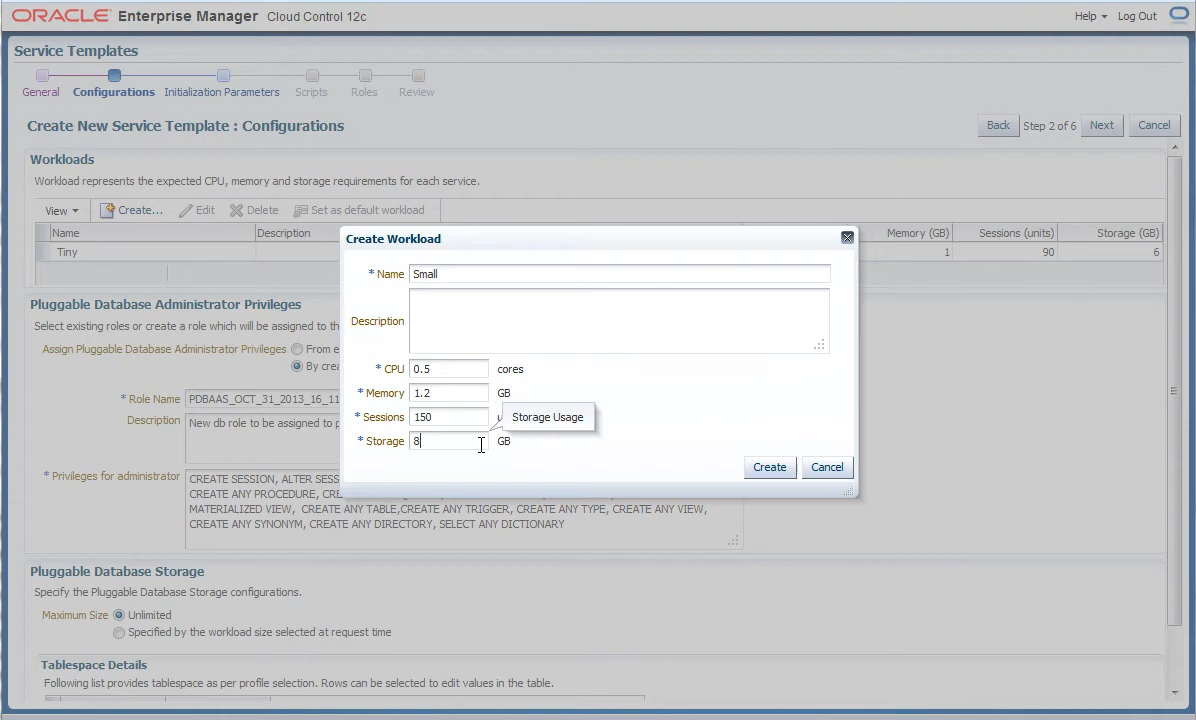 ORACLE Enterprise Manager Cloud Control 12c
Help Log Out
Service Templates
General Configurations Initialization Parameters Scripts Roles Review
Create New Service Template : Configurations
Back Step 2 of 6 Next Cancel
Workloads
Workload represents the expected CPU, memory and storage requirements for each service.
View Create... Edit Delete Set as default workload
Name Description Memory (GB) Sessions (units) Storage (GB)
Tiny 1 90 6
Create Workload
* Name Small
Description
* CPU 0.5 cores
* Memory 1.2 GB
* Sessions 150
Storage Usage
* Storage 8 GB
Create Cancel
Pluggable Database Administrator Privileges
Select existing roles or create a role which will be assigned to th
Assign Pluggable Database Administrator Privileges From e
By crea
* Role Name PDBAAS_OCT_31_2013_16_11
Description New db role to be assigned to p
* Privileges for administrator CREATE SESSION, ALTER SESS
CREATE ANY PROCEDURE, CRE
MATERIALIZED VIEW, CREATE ANY TABLE,CREATE ANY TRIGGER, CREATE ANY TYPE, CREATE ANY VIEW,
CREATE ANY SYNONYM, CREATE ANY DIRECTORY, SELECT ANY DICTIONARY
Pluggable Database Storage
Specify the Pluggable Database Storage configurations.
Maximum Size Unlimited
Specified by the workload size selected at request time
Tablespace Details
Following list provides tablespace as per profile selection. Rows can be selected to edit values in the table.